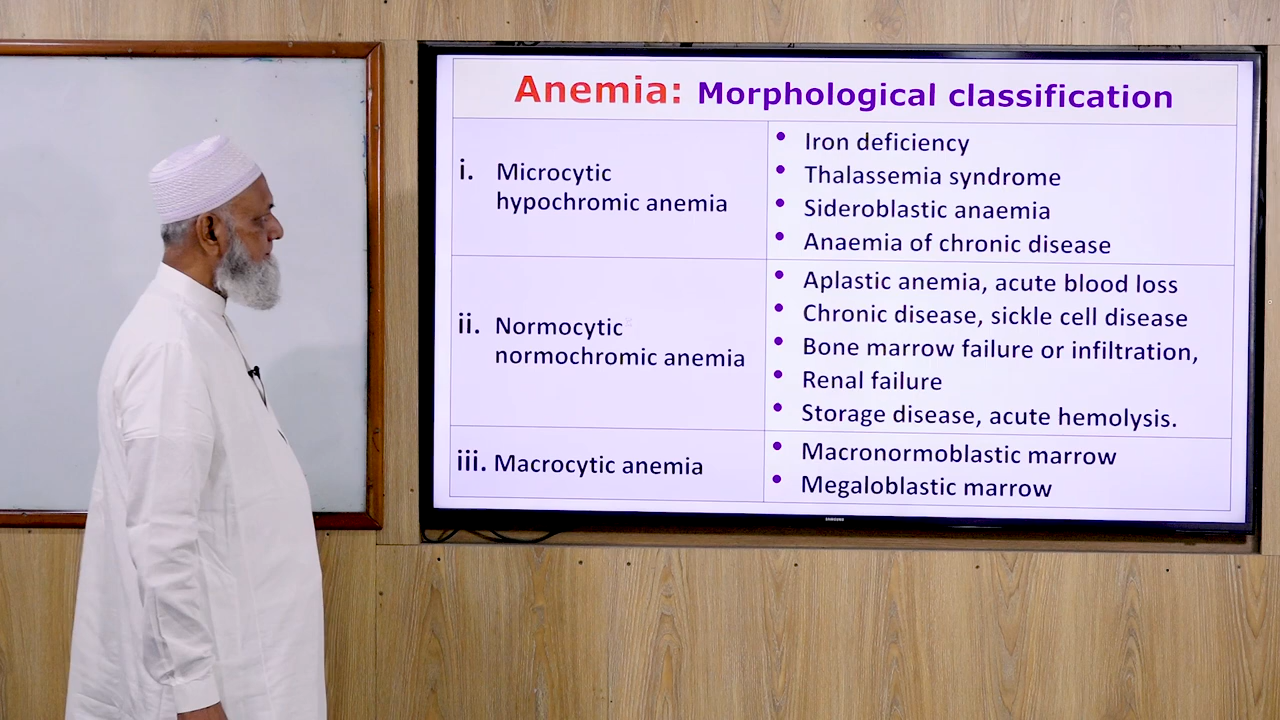 Anemia: Morphological classification
i. Microcytic
hypochromic anemia
• Iron deficiency
• Thalassemia syndrome
• Sideroblastic anaemia
• Anaemia of chronic disease
ii. Normocytic
normochromic anemia
• Aplastic anemia, acute blood loss
• Chronic disease, sickle cell disease
• Bone marrow failure or infiltration,
• Renal failure
• Storage disease, acute hemolysis.
iii. Macrocytic anemia
• Macronormoblastic marrow
• Megaloblastic marrow
SAMSUNG